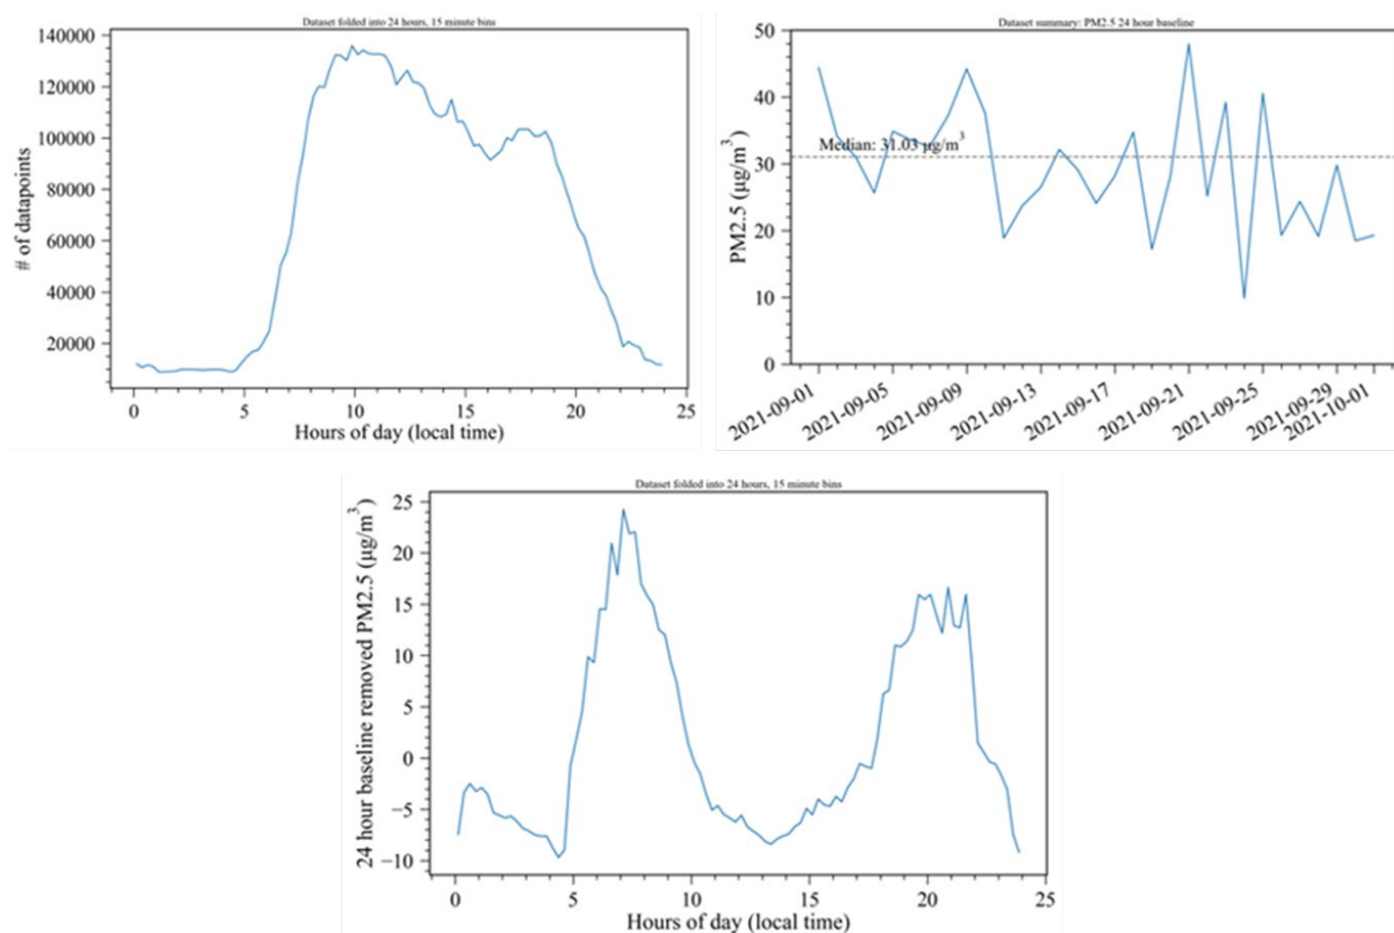 Dataset folded into 24 hours, 15 minute bins
140000
120000
100000
80000
60000
40000
20000
# of datapoints
0 5 10 15 20 25
Hours of day (local time)
Dataset summary: PM2.5 24 hour baseline
50
40
30
20
10
0
PM2.5 (μg/m³)
Median: 31.03 μg/m³
2021-09-01 2021-09-05 2021-09-09 2021-09-13 2021-09-17 2021-09-21 2021-09-25 2021-09-29 2021-10-01
Dataset folded into 24 hours, 15 minute bins
25
20
15
10
5
0
−5
−10
24 hour baseline removed PM2.5 (μg/m³)
0 5 10 15 20 25
Hours of day (local time)